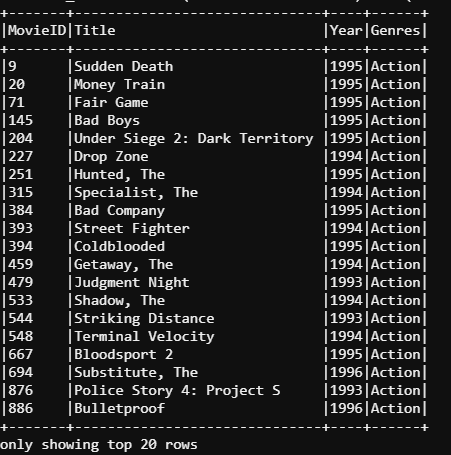 +-------+------------------------------+----+------+
|MovieID|Title                         |Year|Genres|
+-------+------------------------------+----+------+
|9      |Sudden Death                  |1995|Action|
|20     |Money Train                   |1995|Action|
|71     |Fair Game                     |1995|Action|
|145    |Bad Boys                      |1995|Action|
|204    |Under Siege 2: Dark Territory |1995|Action|
|227    |Drop Zone                     |1994|Action|
|251    |Hunted, The                   |1995|Action|
|315    |Specialist, The               |1994|Action|
|384    |Bad Company                   |1995|Action|
|393    |Street Fighter                |1994|Action|
|394    |Coldblooded                   |1995|Action|
|459    |Getaway, The                  |1994|Action|
|479    |Judgment Night                |1993|Action|
|533    |Shadow, The                   |1994|Action|
|544    |Striking Distance             |1993|Action|
|548    |Terminal Velocity             |1994|Action|
|667    |Bloodsport 2                  |1995|Action|
|694    |Substitute, The               |1996|Action|
|876    |Police Story 4: Project S     |1993|Action|
|886    |Bulletproof                   |1996|Action|
+-------+------------------------------+----+------+
only showing top 20 rows